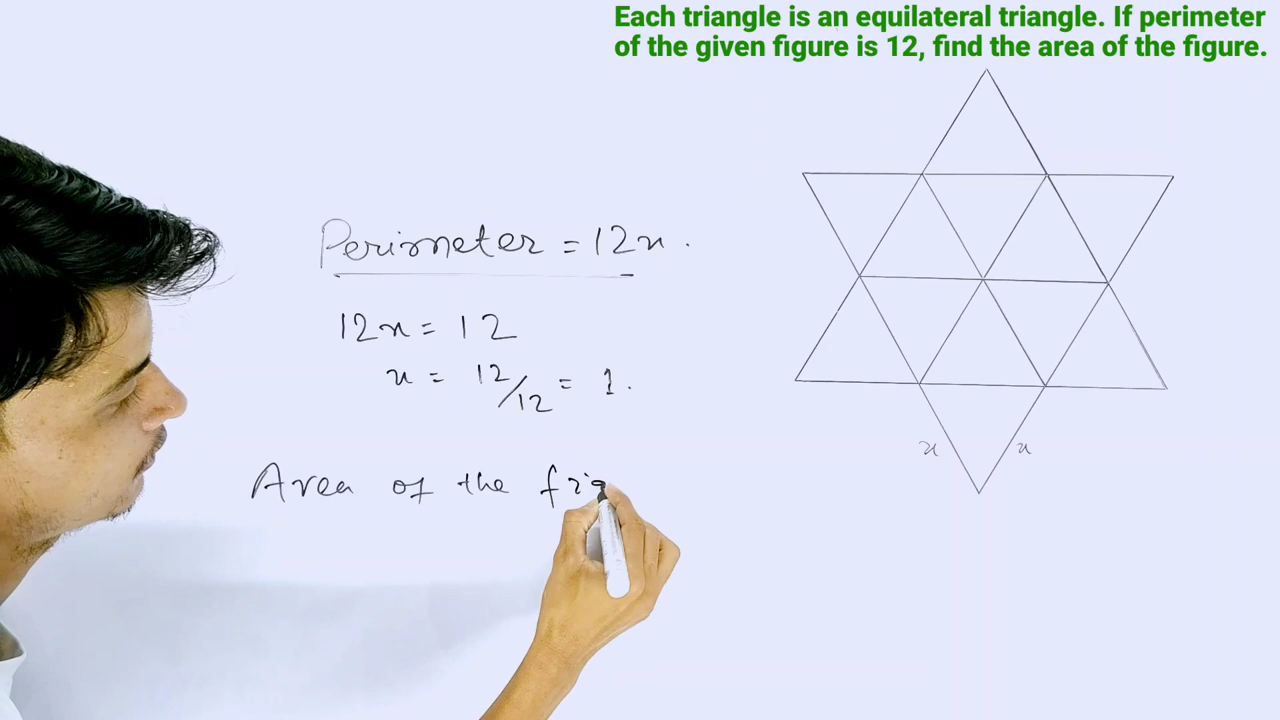 Each triangle is an equilateral triangle. If perimeter
of the given figure is 12, find the area of the figure.
Perimeter = 12x.
12x = 12
x = 12/12 = 1.
Area of the fig
x x